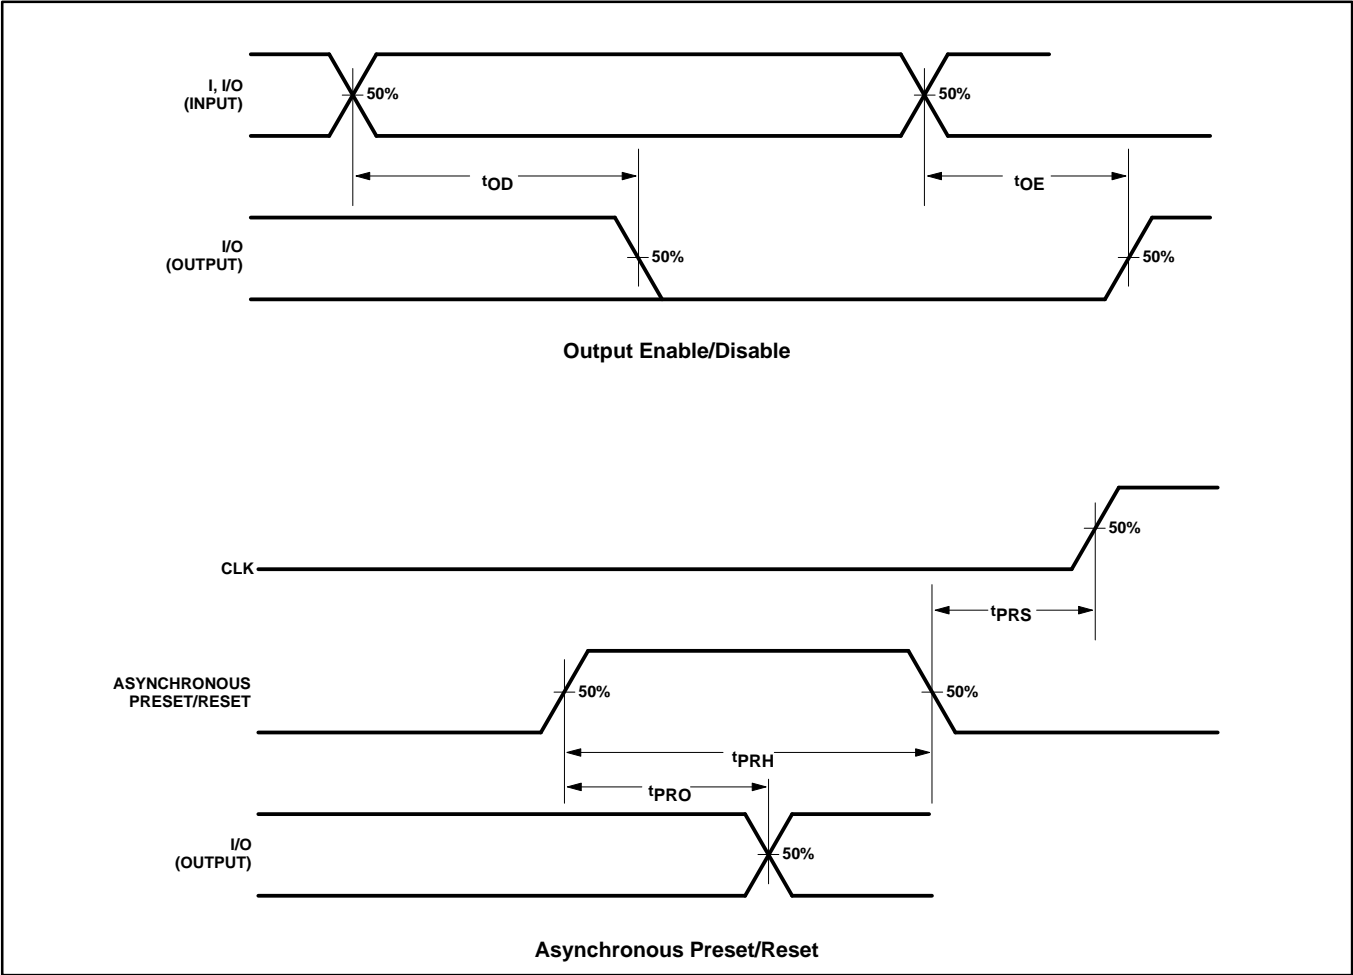 I, I/O
(INPUT)
50%
50%
tOD
tOE
I/O
(OUTPUT)
50%
50%
Output Enable/Disable
CLK
50%
tPRS
ASYNCHRONOUS
PRESET/RESET
50%
50%
tPRH
tPRO
I/O
(OUTPUT)
50%
Asynchronous Preset/Reset